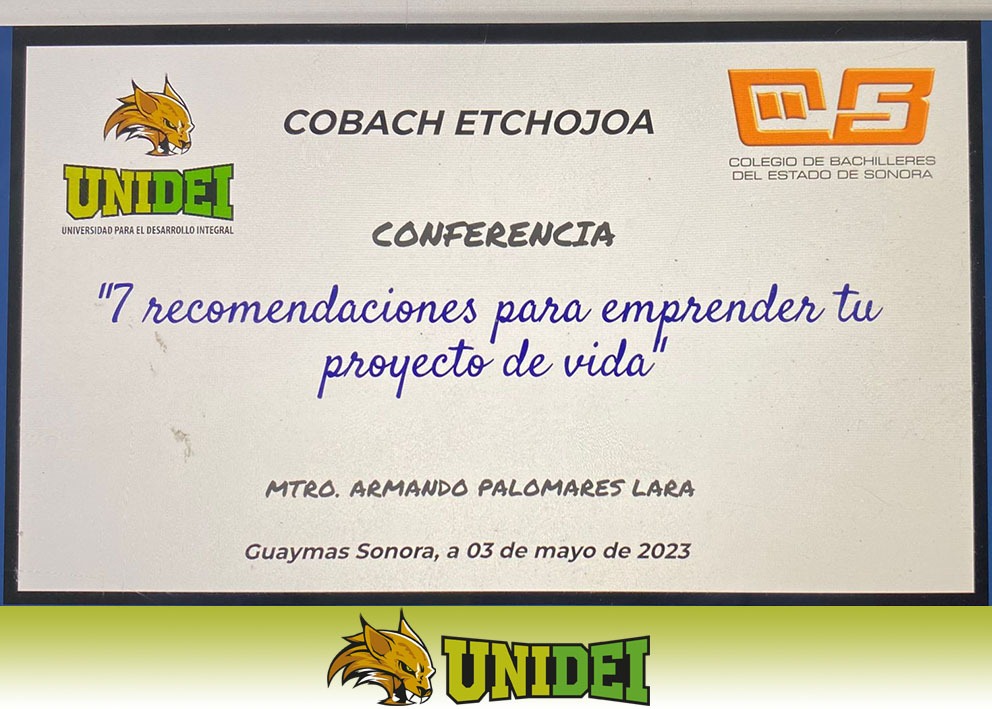 COBACH ETCHOJOA
UNIDEI
UNIVERSIDAD PARA EL DESARROLLO INTEGRAL
COLEGIO DE BACHILLERES
DEL ESTADO DE SONORA
CONFERENCIA
"7 recomendaciones para emprender tu
proyecto de vida"
MTRO. ARMANDO PALOMARES LARA
Guaymas Sonora, a 03 de mayo de 2023
UNIDEI